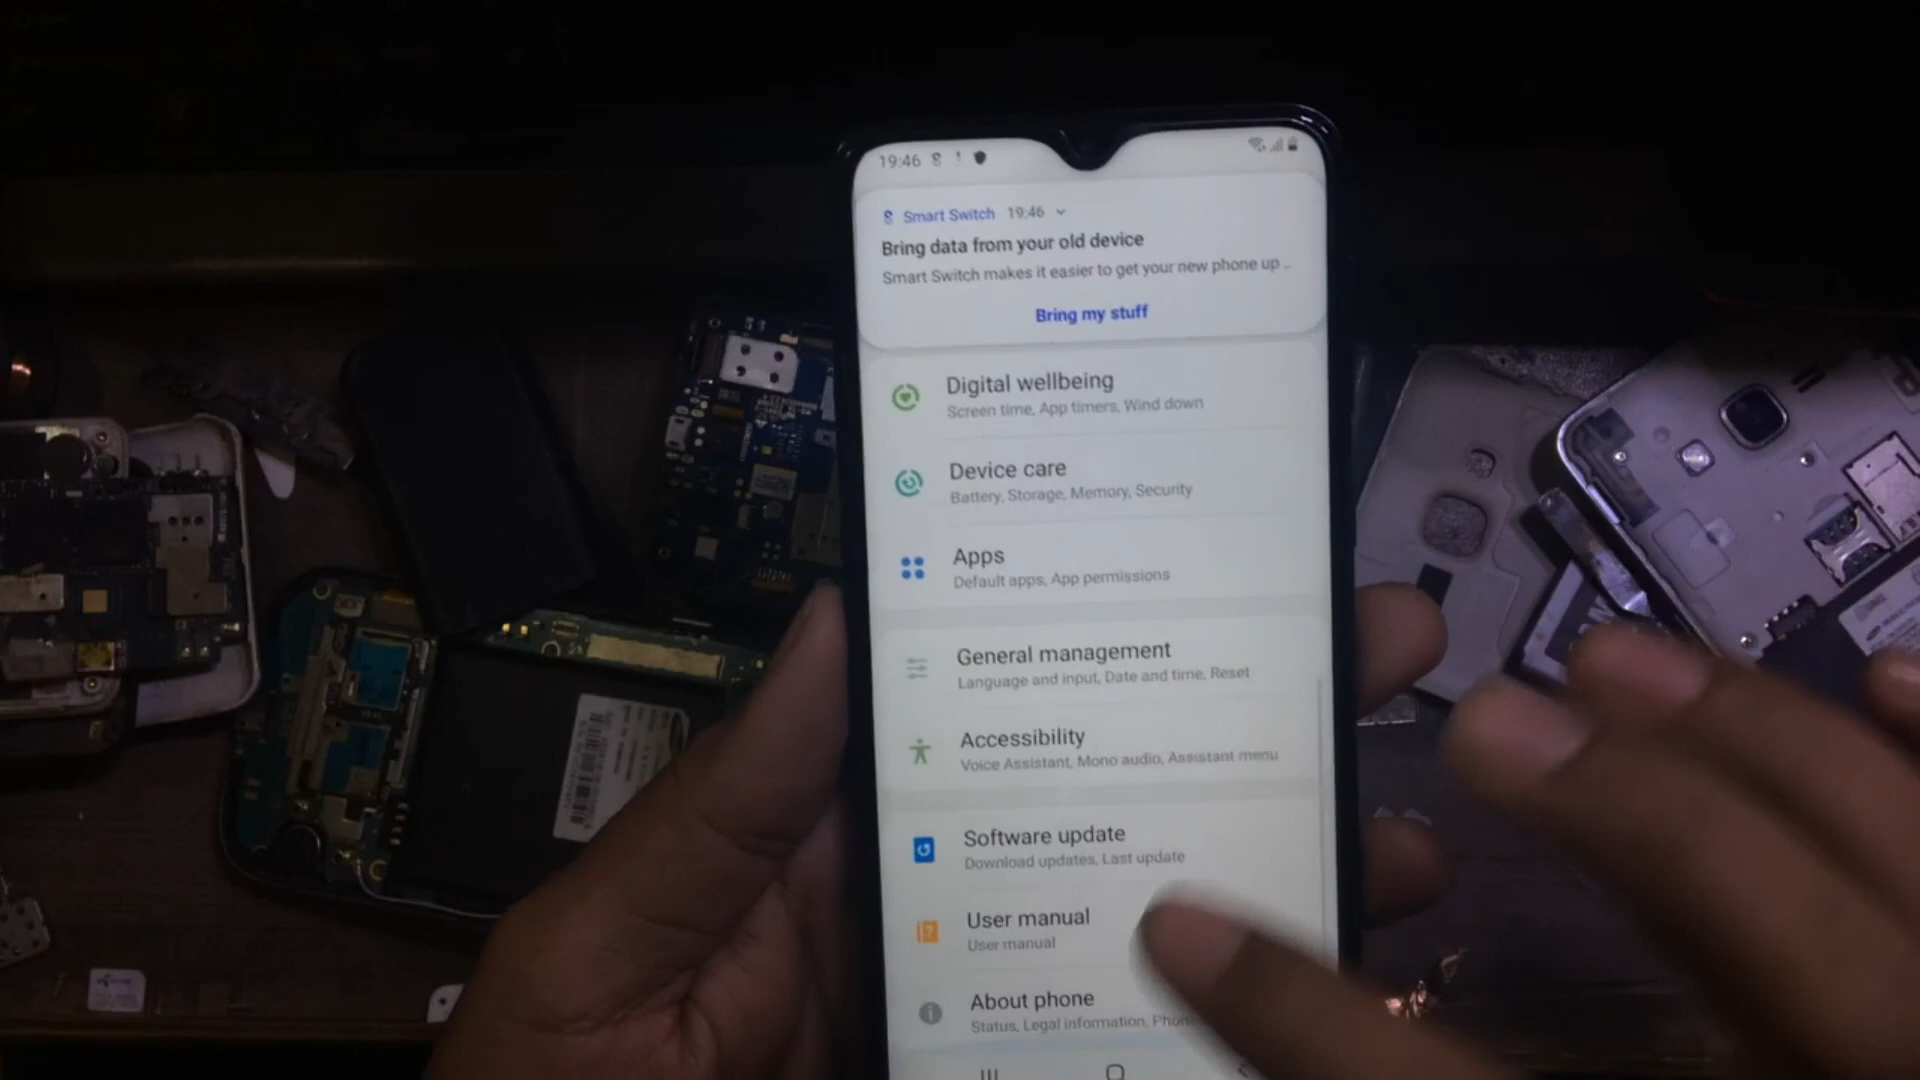 19:46
Smart Switch 19:46
Bring data from your old device
Smart Switch makes it easier to get your new phone up ..
Bring my stuff
Digital wellbeing
Screen time, App timers, Wind down
Device care
Battery, Storage, Memory, Security
Apps
Default apps, App permissions
General management
Language and input, Date and time, Reset
Accessibility
Voice Assistant, Mono audio, Assistant menu
Software update
Download updates, Last update
User manual
User manual
About phone
Status, Legal information,